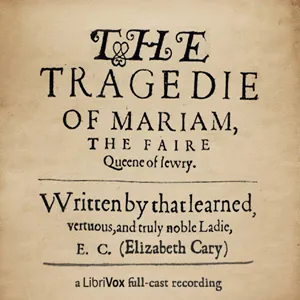 THE
TRAGEDIE
OF MARIAM,
THE FAIRE
Queene of Iewry.
Written by that learned,
vertuous, and truly noble Ladie,
E. C. (Elizabeth Cary)
a LibriVox full-cast recording